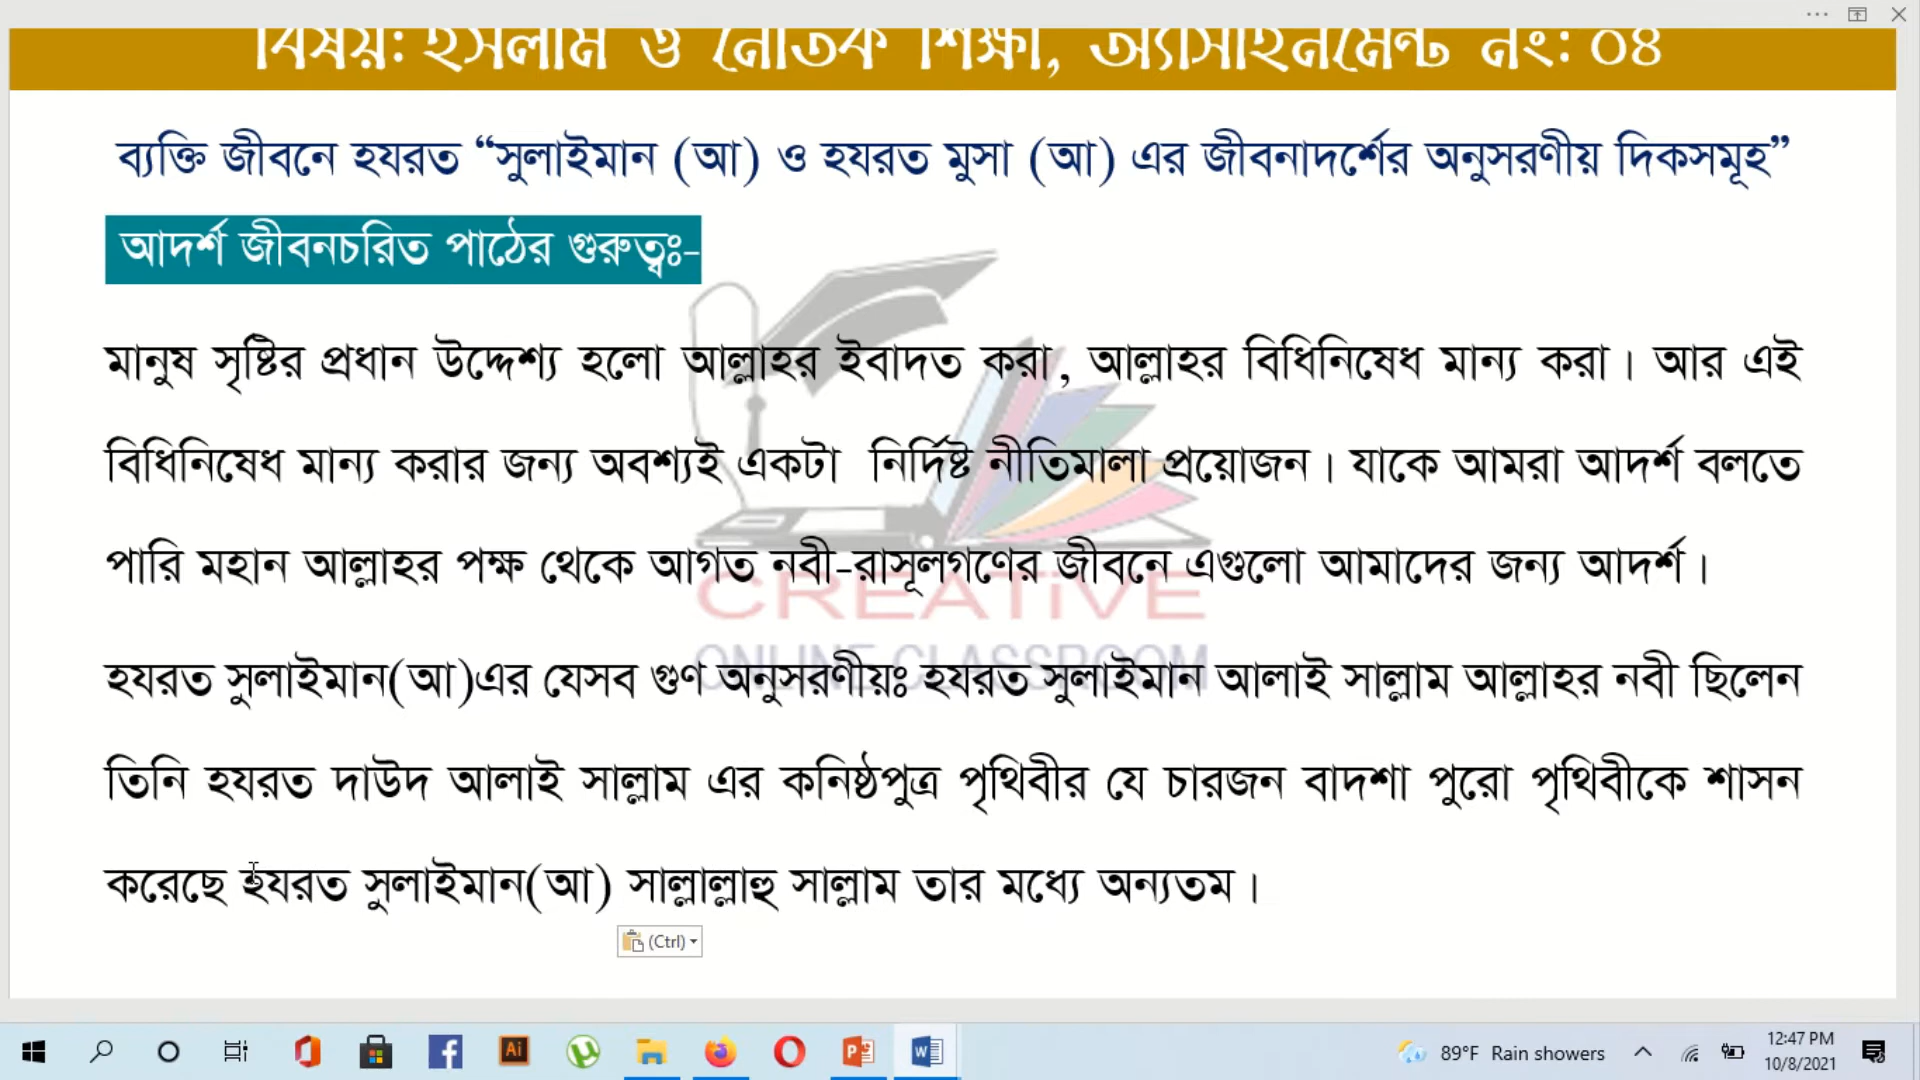 বিষয়: ইসলাম ও নৈতিক শিক্ষা, অ্যাসাইনমেন্ট নং: ০৪
ব্যক্তি জীবনে হযরত “সুলাইমান (আ) ও হযরত মুসা (আ) এর জীবনাদর্শের অনুসরণীয় দিকসমূহ”
আদর্শ জীবনচরিত পাঠের গুরুত্বঃ-
মানুষ সৃষ্টির প্রধান উদ্দেশ্য হলো আল্লাহর ইবাদত করা, আল্লাহর বিধিনিষেধ মান্য করা। আর এই
বিধিনিষেধ মান্য করার জন্য অবশ্যই একটা নির্দিষ্ট নীতিমালা প্রয়োজন। যাকে আমরা আদর্শ বলতে
পারি মহান আল্লাহর পক্ষ থেকে আগত নবী-রাসূলগণের জীবনে এগুলো আমাদের জন্য আদর্শ।
CREATiVE
ONLINE CLASSROOM
হযরত সুলাইমান(আ)এর যেসব গুণ অনুসরণীয়ঃ হযরত সুলাইমান আলাই সাল্লাম আল্লাহর নবী ছিলেন
তিনি হযরত দাউদ আলাই সাল্লাম এর কনিষ্ঠপুত্র পৃথিবীর যে চারজন বাদশা পুরো পৃথিবীকে শাসন
করেছে হযরত সুলাইমান(আ) সাল্লাল্লাহু সাল্লাম তার মধ্যে অন্যতম।
(Ctrl)
89°F Rain showers
12:47 PM
10/8/2021